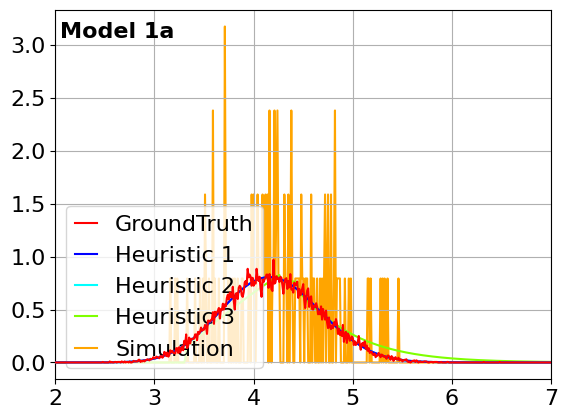 Model 1a
3.0
2.5
2.0
1.5
1.0
0.5
0.0
GroundTruth
Heuristic 1
Heuristic 2
Heuristic 3
Simulation
2 3 4 5 6 7